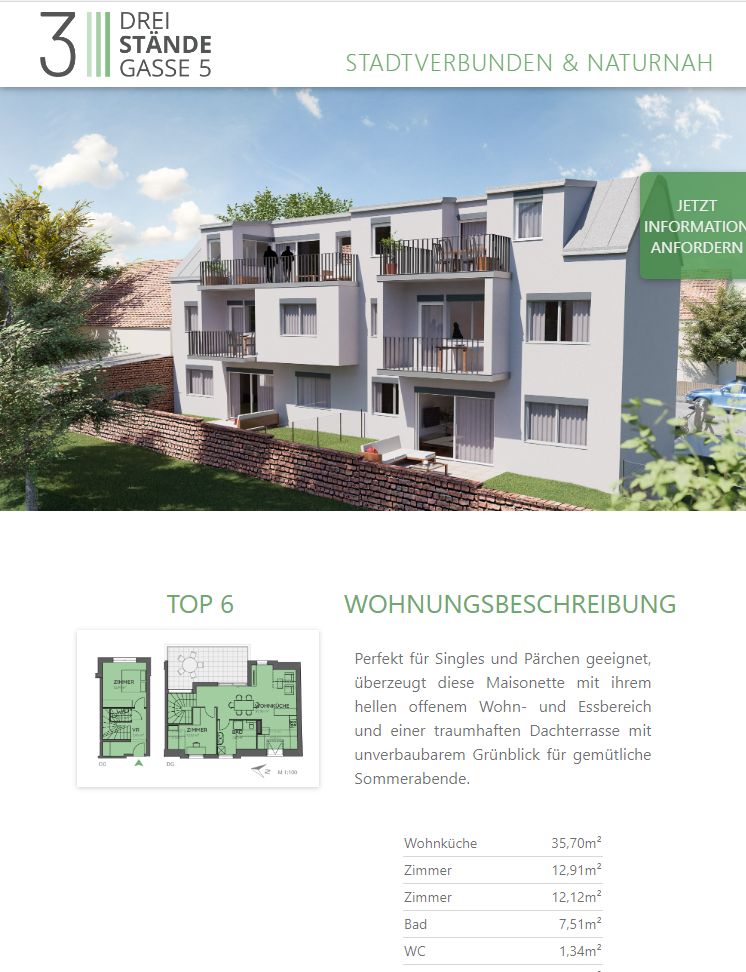 3 DREI
STÄNDE
GASSE 5
STADTVERBUNDEN & NATURNAH
JETZT
INFORMATION
ANFORDERN
TOP 6
WOHNUNGSBESCHREIBUNG
ZIMMER
VR
OG
WOHNKÜCHE
ZIMMER
BAD
DG
N
M 1:100
Perfekt für Singles und Pärchen geeignet,
überzeugt diese Maisonette mit ihrem
hellen offenem Wohn- und Essbereich
und einer traumhaften Dachterrasse mit
unverbaubarem Grünblick für gemütliche
Sommerabende.
Wohnküche 35,70m²
Zimmer 12,91m²
Zimmer 12,12m²
Bad 7,51m²
WC 1,34m²